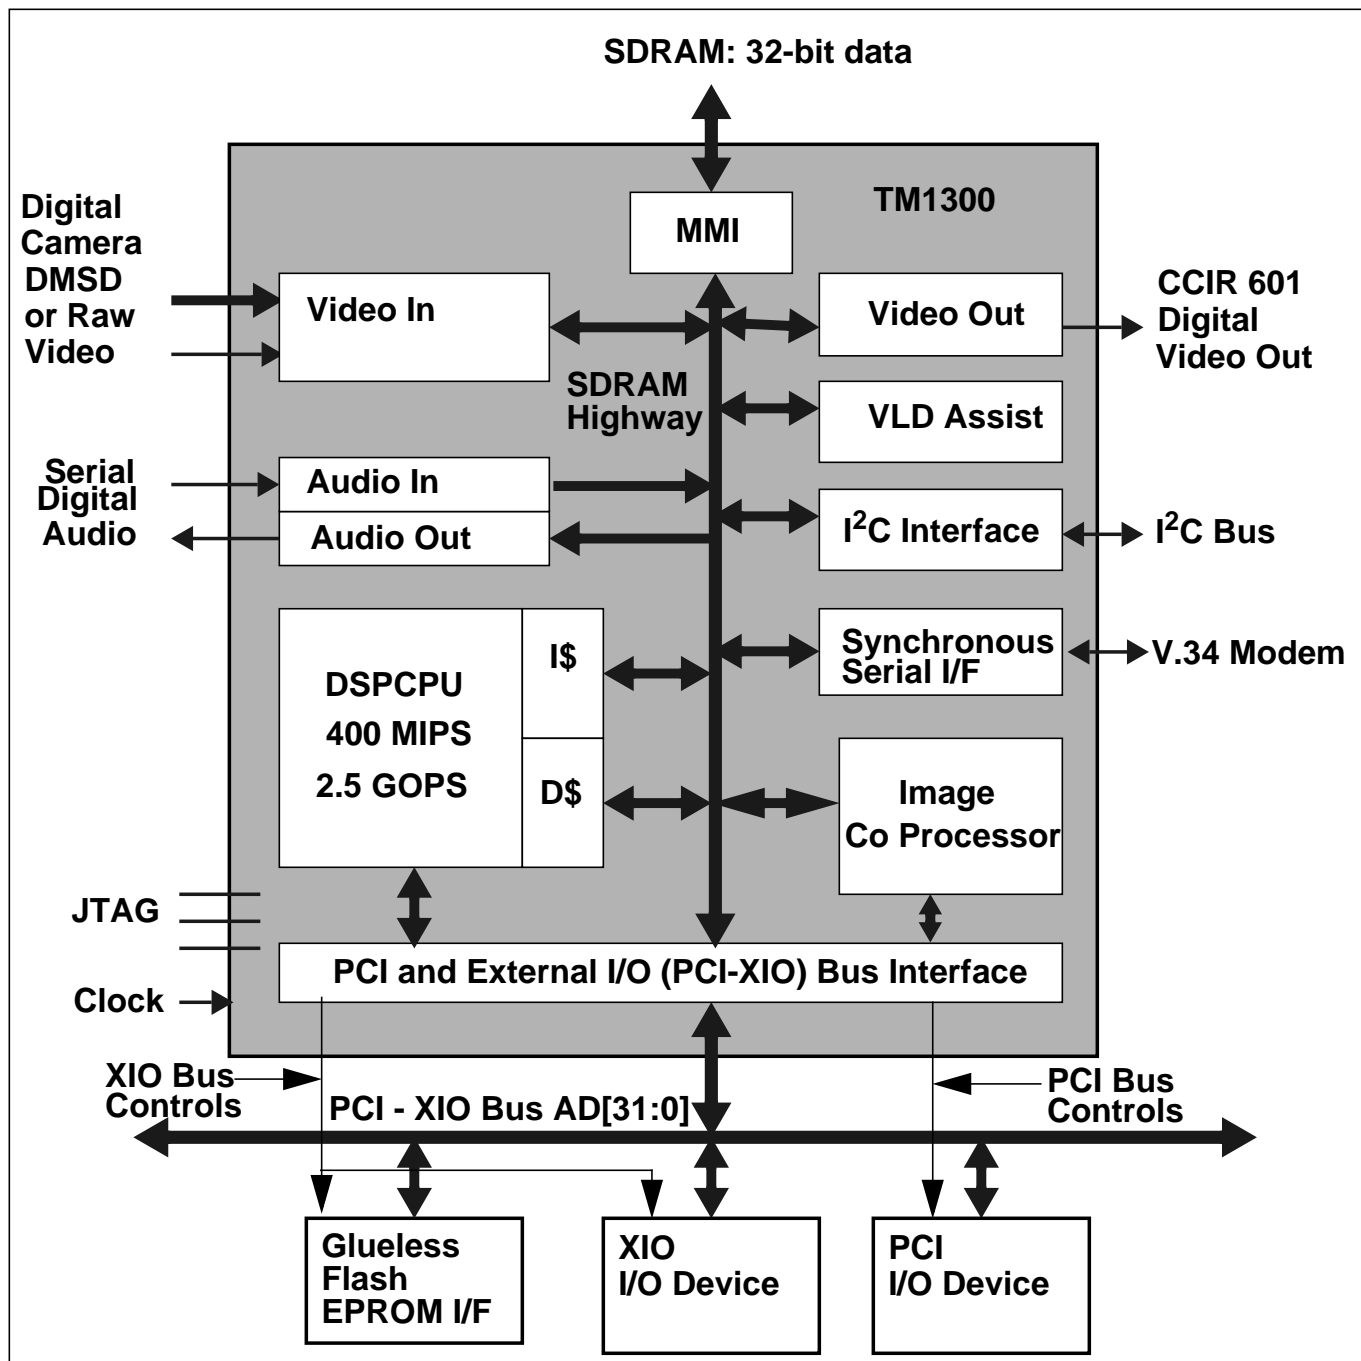 SDRAM: 32-bit data
TM1300
MMI
Digital
Camera
DMSD
or Raw
Video
Video In
Video Out
CCIR 601
Digital
Video Out
SDRAM
Highway
VLD Assist
Serial
Digital
Audio
Audio In
Audio Out
I²C Interface
I²C Bus
DSPCPU
400 MIPS
2.5 GOPS
I$
D$
Synchronous
Serial I/F
V.34 Modem
Image
Co Processor
JTAG
PCI and External I/O (PCI-XIO) Bus Interface
Clock
XIO Bus
Controls
PCI Bus
Controls
PCI - XIO Bus AD[31:0]
Glueless
Flash
EPROM I/F
XIO
I/O Device
PCI
I/O Device